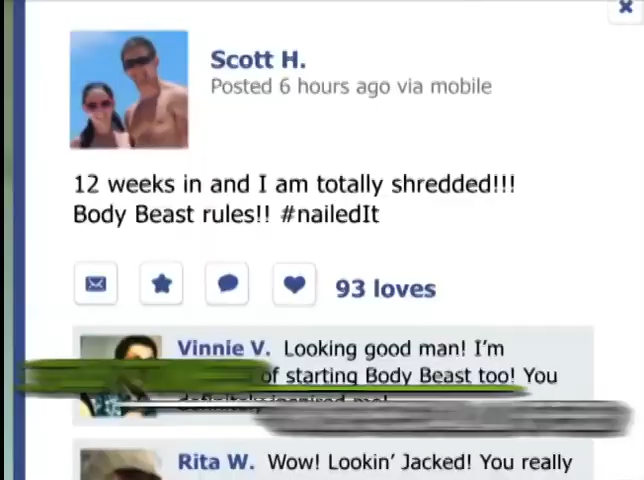 Scott H.
Posted 6 hours ago via mobile
12 weeks in and I am totally shredded!!!
Body Beast rules!! #nailedIt
93 loves
Vinnie V. Looking good man! I'm
of starting Body Beast too! You
Rita W. Wow! Lookin' Jacked! You really